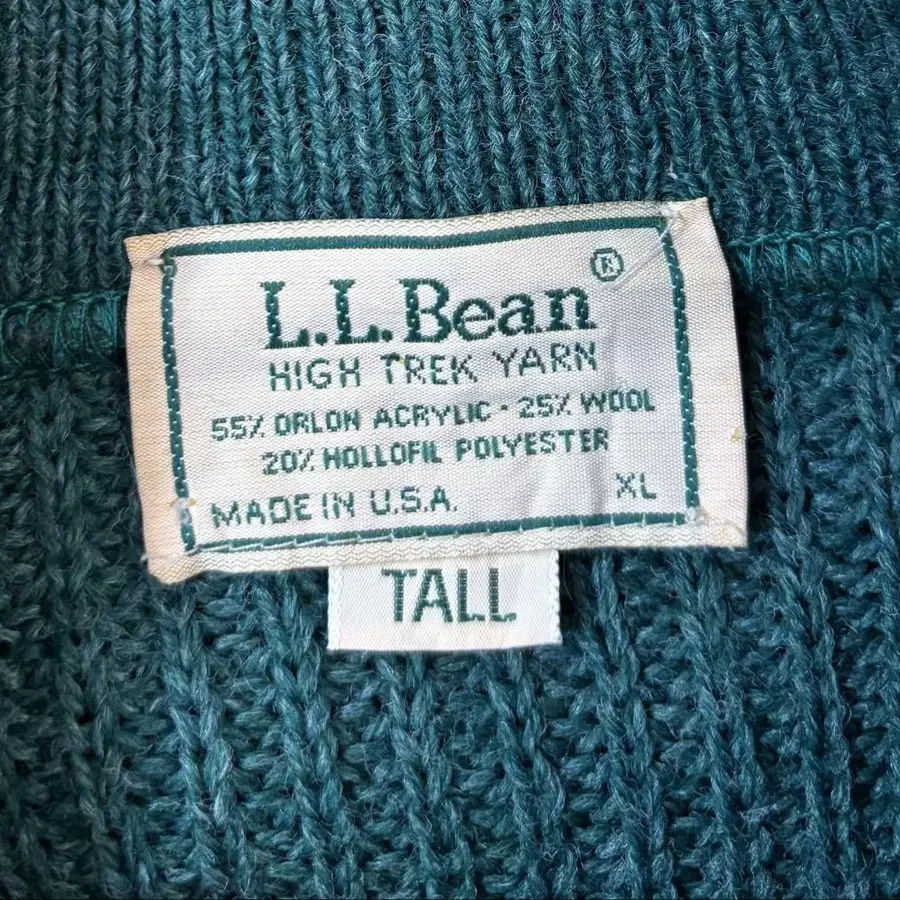 L.L.Bean®
HIGH TREK YARN
55% ORLON ACRYLIC · 25% WOOL
20% HOLLOFIL POLYESTER
MADE IN U.S.A. XL
TALL